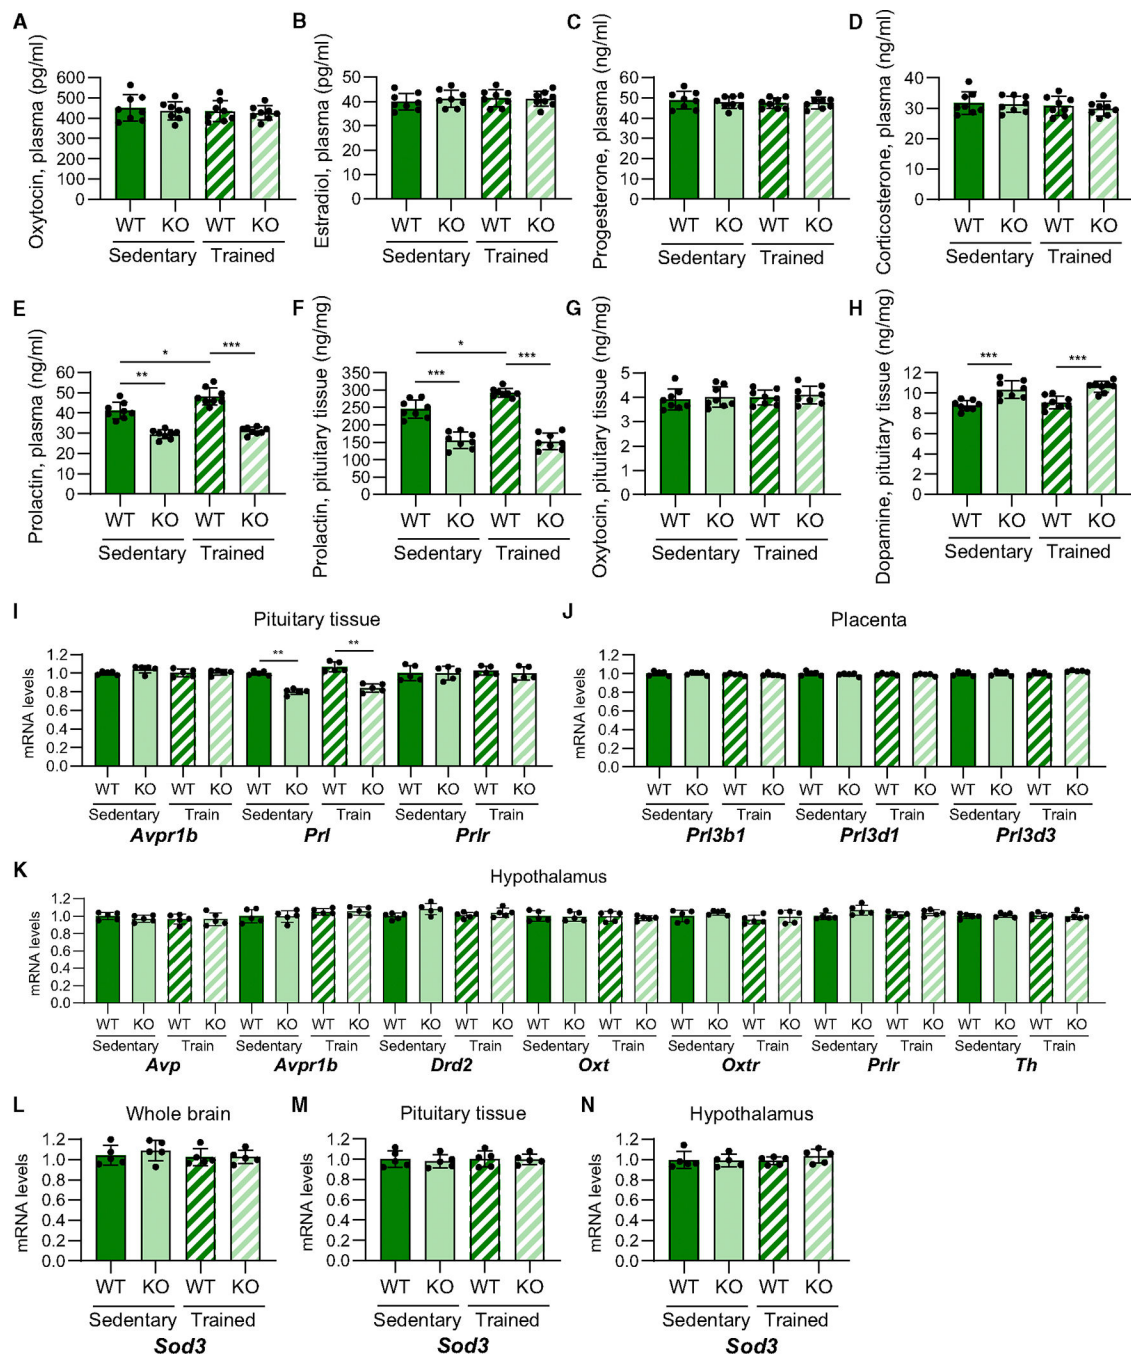 A
B
C
D
Oxytocin, plasma (pg/ml)
600
500
400
300
200
100
0
WT KO WT KO
Sedentary Trained
Estradiol, plasma (pg/ml)
50
40
30
20
10
0
WT KO WT KO
Sedentary Trained
Progesterone, plasma (ng/ml)
60
50
40
30
20
10
0
WT KO WT KO
Sedentary Trained
Corticosterone, plasma (ng/ml)
40
30
20
10
0
WT KO WT KO
Sedentary Trained
E
F
G
H
Prolactin, plasma (ng/ml)
60
50
40
30
20
10
0
* ***
**
WT KO WT KO
Sedentary Trained
Prolactin, pituitary tissue (ng/mg)
350
300
250
200
150
100
50
0
*
*** ***
WT KO WT KO
Sedentary Trained
Oxytocin, pituitary tissue (ng/mg)
5
4
3
2
1
0
WT KO WT KO
Sedentary Trained
Dopamine, pituitary tissue (ng/mg)
12
10
8
6
4
2
0
*** ***
WT KO WT KO
Sedentary Trained
I
Pituitary tissue
mRNA levels
1.2
1.0
0.8
0.6
0.4
0.2
0.0
** **
WT KO WT KO WT KO WT KO WT KO WT KO
Sedentary Train Sedentary Train Sedentary Train
Avpr1b Prl Prlr
J
Placenta
mRNA levels
1.2
1.0
0.8
0.6
0.4
0.2
0.0
WT KO WT KO WT KO WT KO WT KO WT KO
Sedentary Train Sedentary Train Sedentary Train
Prl3b1 Prl3d1 Prl3d3
K
Hypothalamus
mRNA levels
1.2
1.0
0.8
0.6
0.4
0.2
0.0
WT KO WT KO WT KO WT KO WT KO WT KO WT KO WT KO WT KO WT KO WT KO WT KO WT KO WT KO
Sedentary Train Sedentary Train Sedentary Train Sedentary Train Sedentary Train Sedentary Train Sedentary Train
Avp Avpr1b Drd2 Oxt Oxtr Prlr Th
L
Whole brain
mRNA levels
1.2
1.0
0.8
0.6
0.4
0.2
0.0
WT KO WT KO
Sedentary Trained
Sod3
M
Pituitary tissue
mRNA levels
1.2
1.0
0.8
0.6
0.4
0.2
0.0
WT KO WT KO
Sedentary Trained
Sod3
N
Hypothalamus
mRNA levels
1.2
1.0
0.8
0.6
0.4
0.2
0.0
WT KO WT KO
Sedentary Trained
Sod3